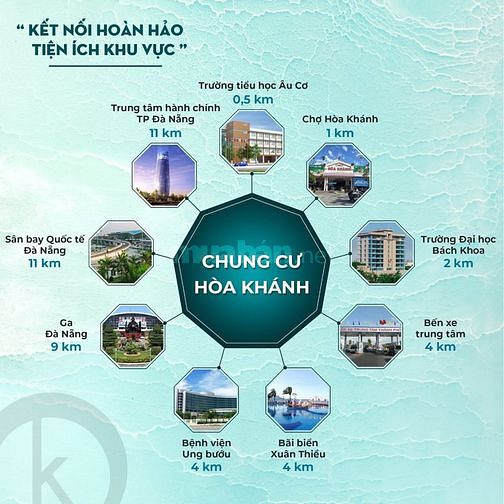 “ KẾT NỐI HOÀN HẢO
TIỆN ÍCH KHU VỰC ”
Trường tiểu học Âu Cơ
0,5 km
Trung tâm hành chính
TP Đà Nẵng
11 km
Chợ Hòa Khánh
1 km
HÒA KHÁNH
Sân bay Quốc tế
Đà Nẵng
11 km
CHUNG CƯ
HÒA KHÁNH
Trường Đại học
Bách Khoa
2 km
Ga
Đà Nẵng
9 km
Bến xe
trung tâm
4 km
Bệnh viện
Ung bướu
4 km
Bãi biển
Xuân Thiều
4 km
k